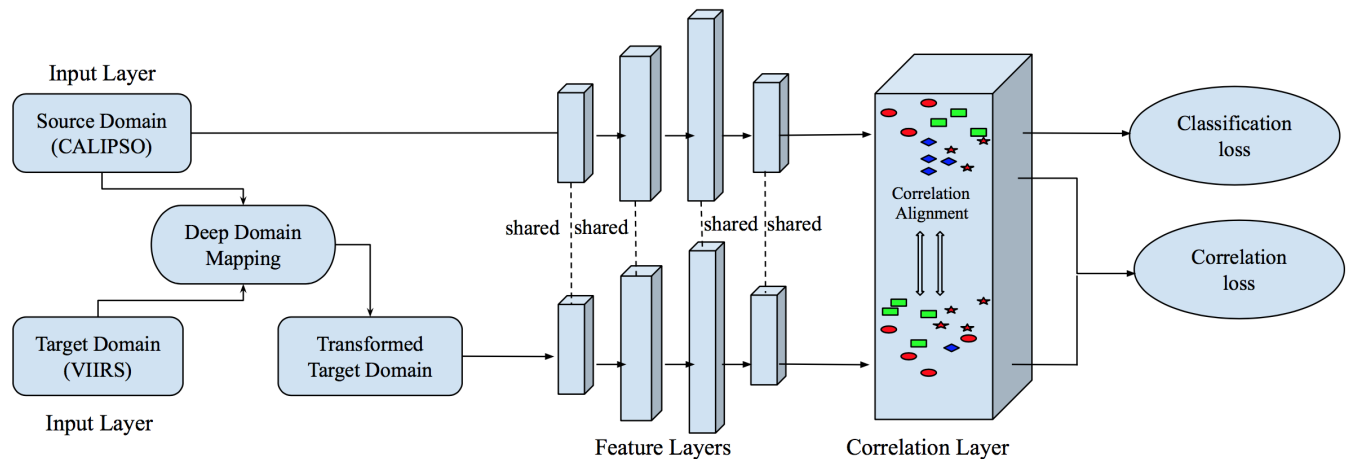 Input Layer
Source Domain
(CALIPSO)
Deep Domain
Mapping
Target Domain
(VIIRS)
Input Layer
Transformed
Target Domain
shared
shared
shared
shared
Feature Layers
Correlation
Alignment
Correlation Layer
Classification
loss
Correlation
loss